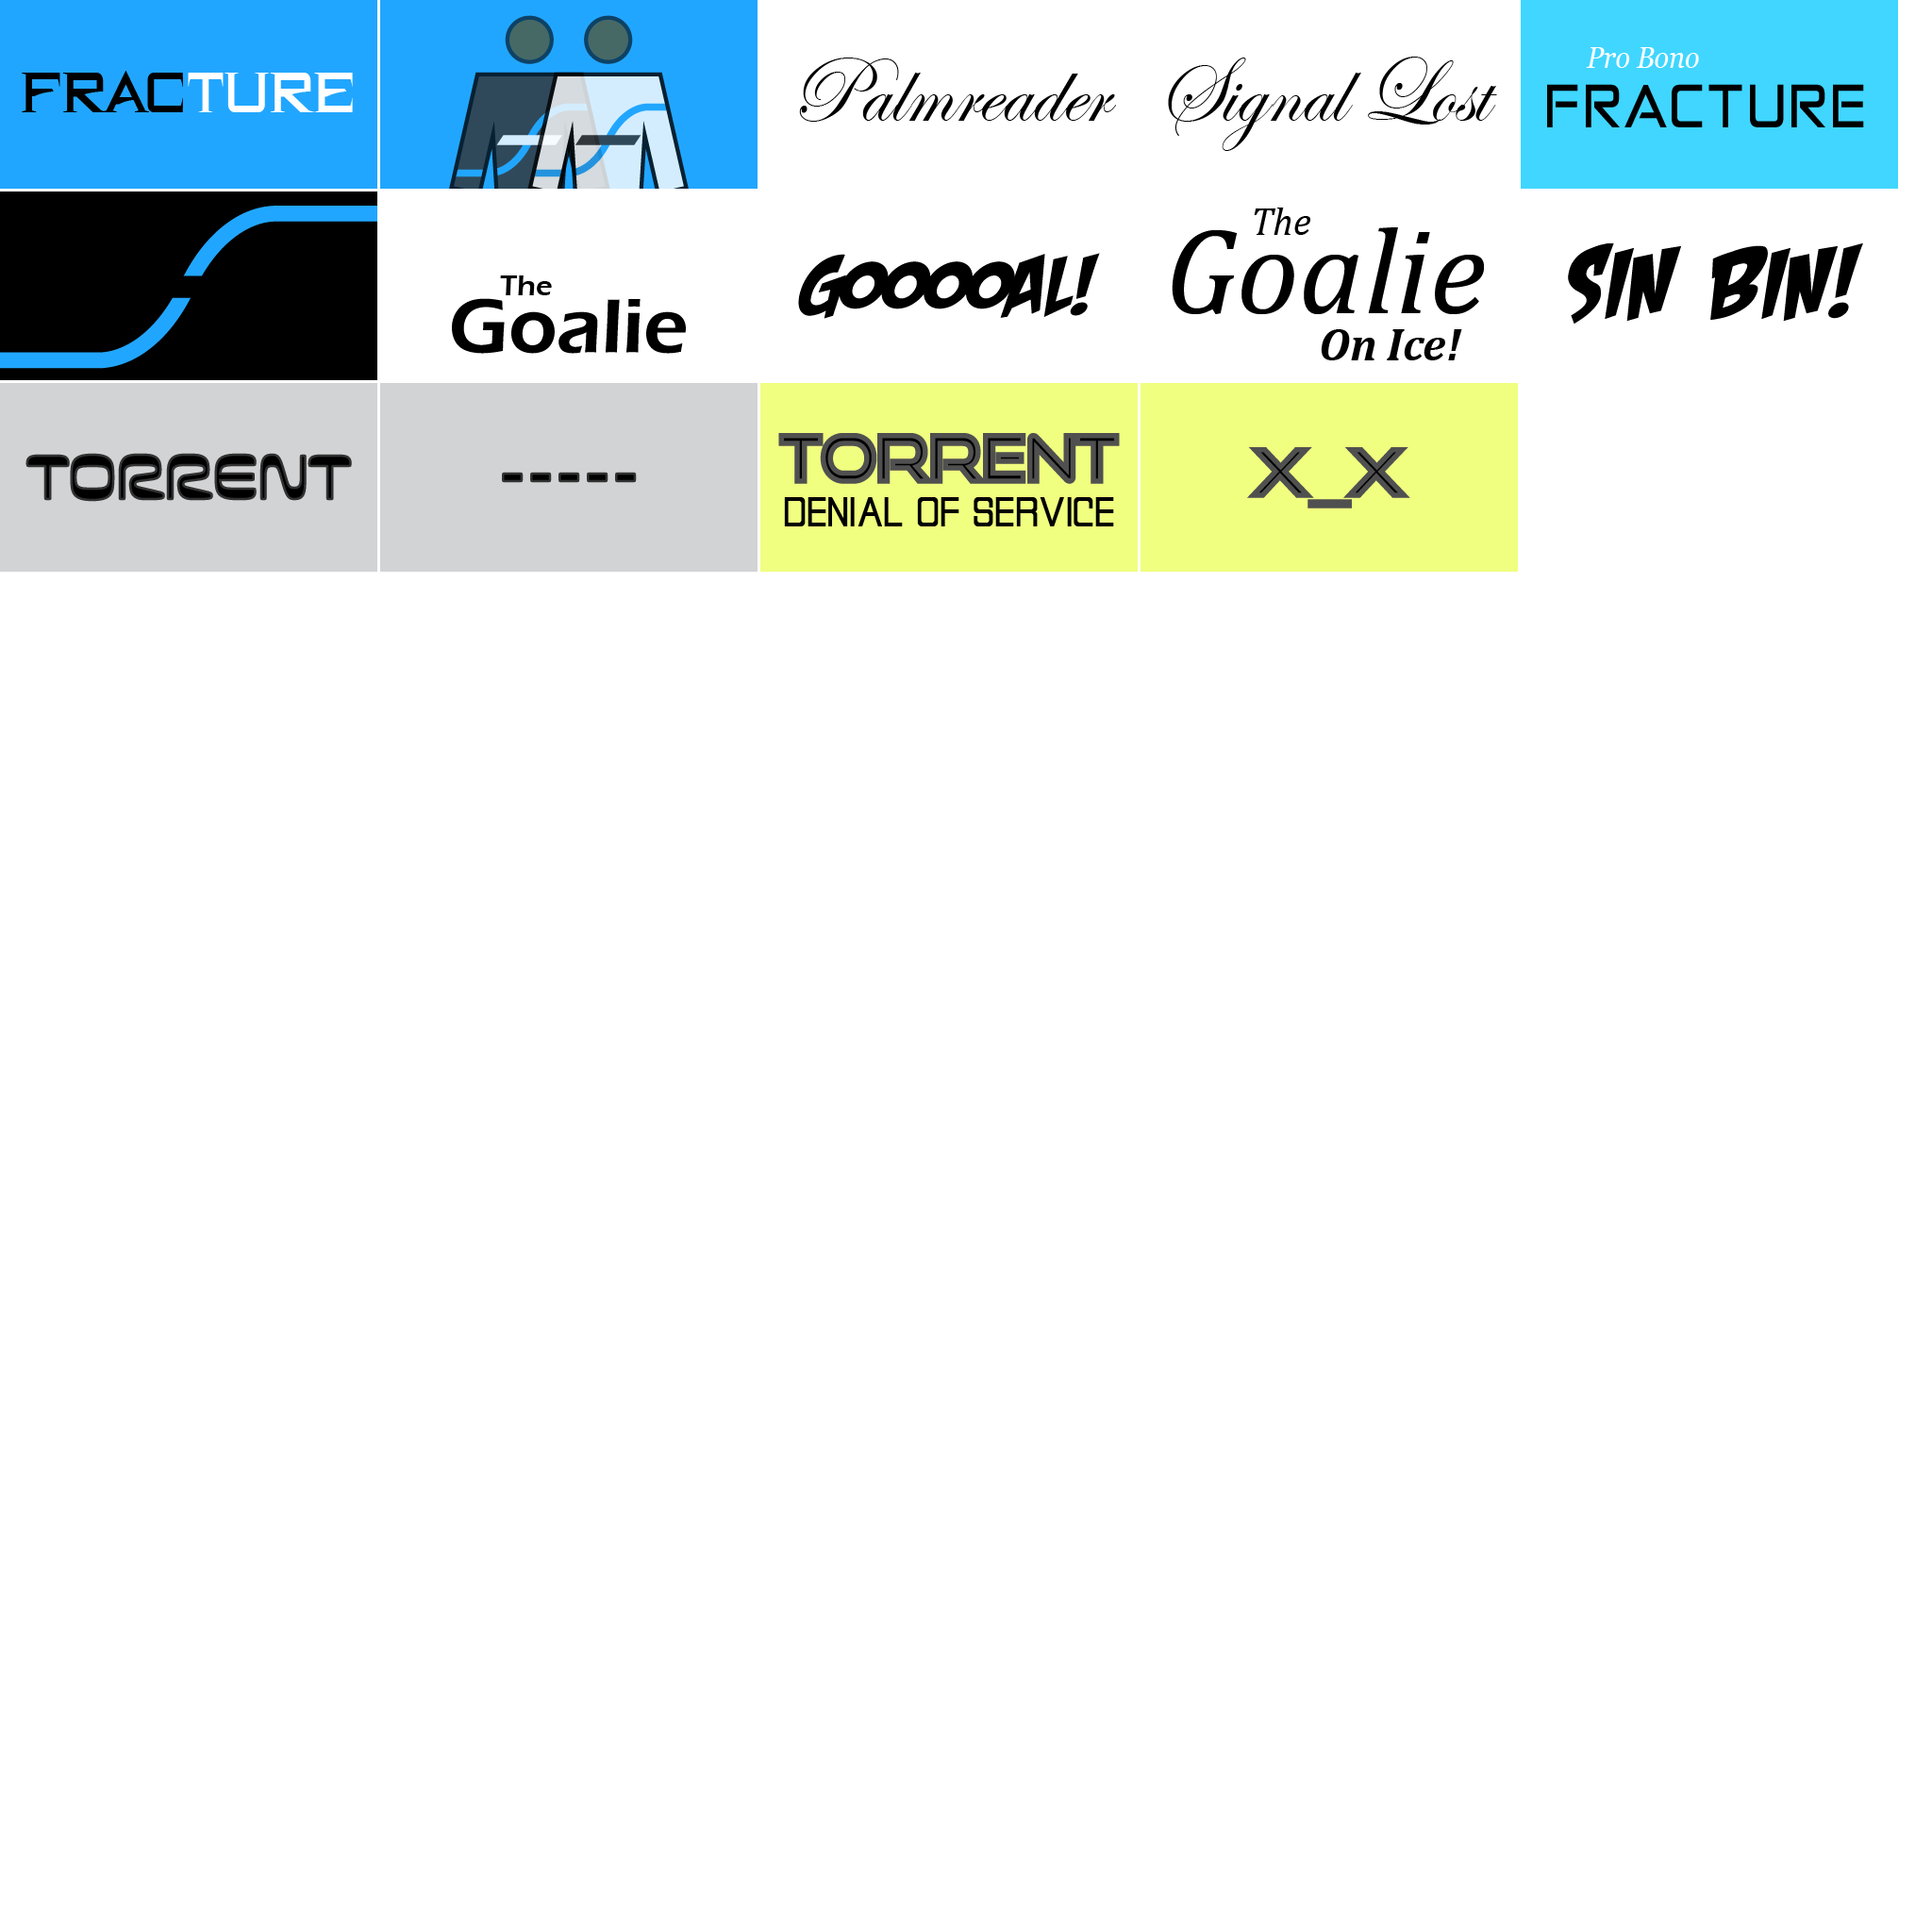 FRACTURE
Palmreader
Signal Lost
Pro Bono
FRACTURE
The
Goalie
GOOOOAL!
The
Goalie
On Ice!
SIN BIN!
TORRENT
-----
TORRENT
DENIAL OF SERVICE
X_X